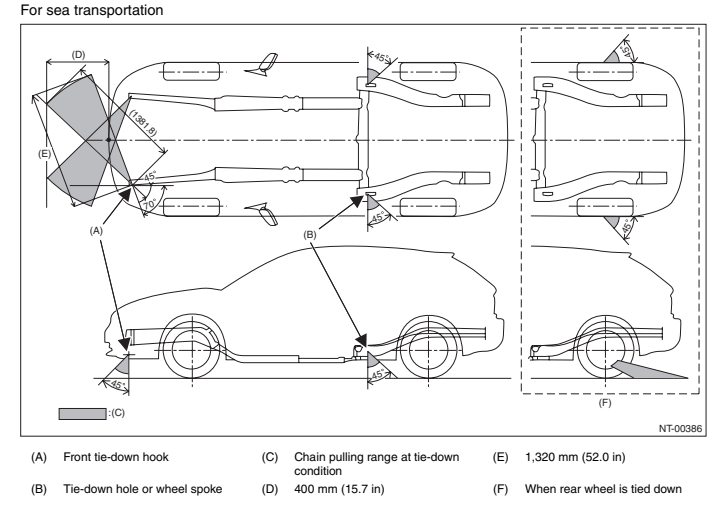 For sea transportation
(D)
45°
45°
(1381.8)
(E)
45°
70°
(A)
(B)
45°
45°
45°
45°
:(C)
(F)
NT-00386
(A) Front tie-down hook
(B) Tie-down hole or wheel spoke
(C) Chain pulling range at tie-down
condition
(D) 400 mm (15.7 in)
(E) 1,320 mm (52.0 in)
(F) When rear wheel is tied down